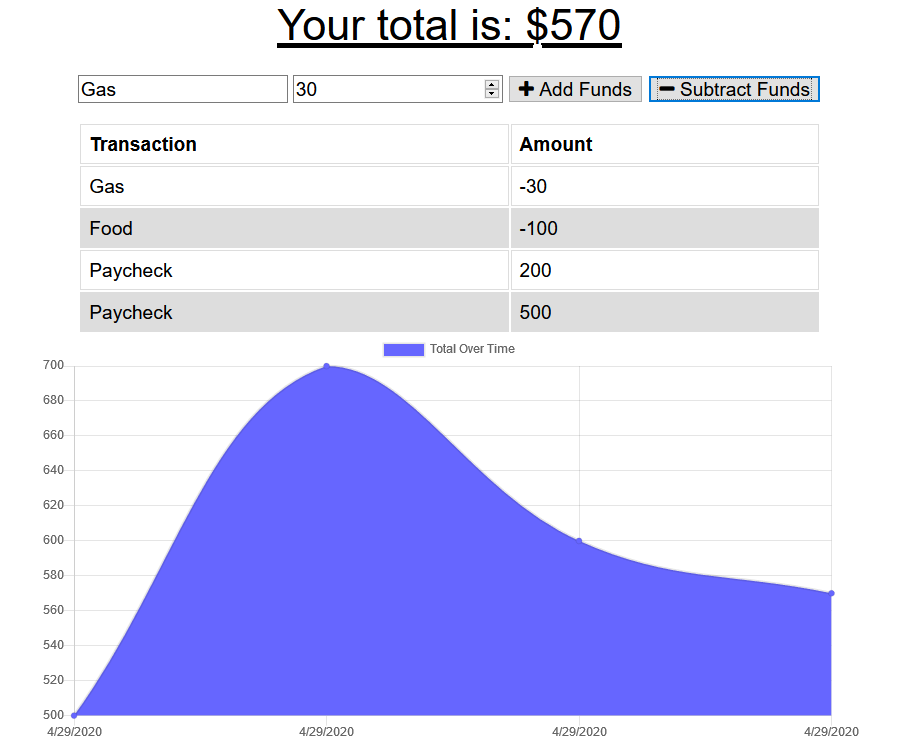 Your total is: $570
Gas 30 Add Funds Subtract Funds
Transaction Amount
Gas -30
Food -100
Paycheck 200
Paycheck 500
Total Over Time
700
680
660
640
620
600
580
560
540
520
500
4/29/2020 4/29/2020 4/29/2020 4/29/2020